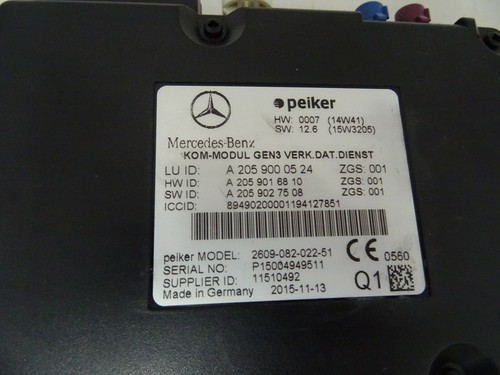 peiker
HW: 0007 (14W41)
SW: 12.6 (15W3205)
Mercedes-Benz
KOM-MODUL GEN3 VERK.DAT.DIENST
LU ID: A 205 900 05 24 ZGS: 001
HW ID: A 205 901 68 10 ZGS: 001
SW ID: A 205 902 75 08 ZGS: 001
ICCID: 89490200001194127851
peiker MODEL: 2609-082-022-51
CE 0560
SERIAL NO: P15004949511
SUPPLIER ID: 11510492
Made in Germany 2015-11-13
Q1